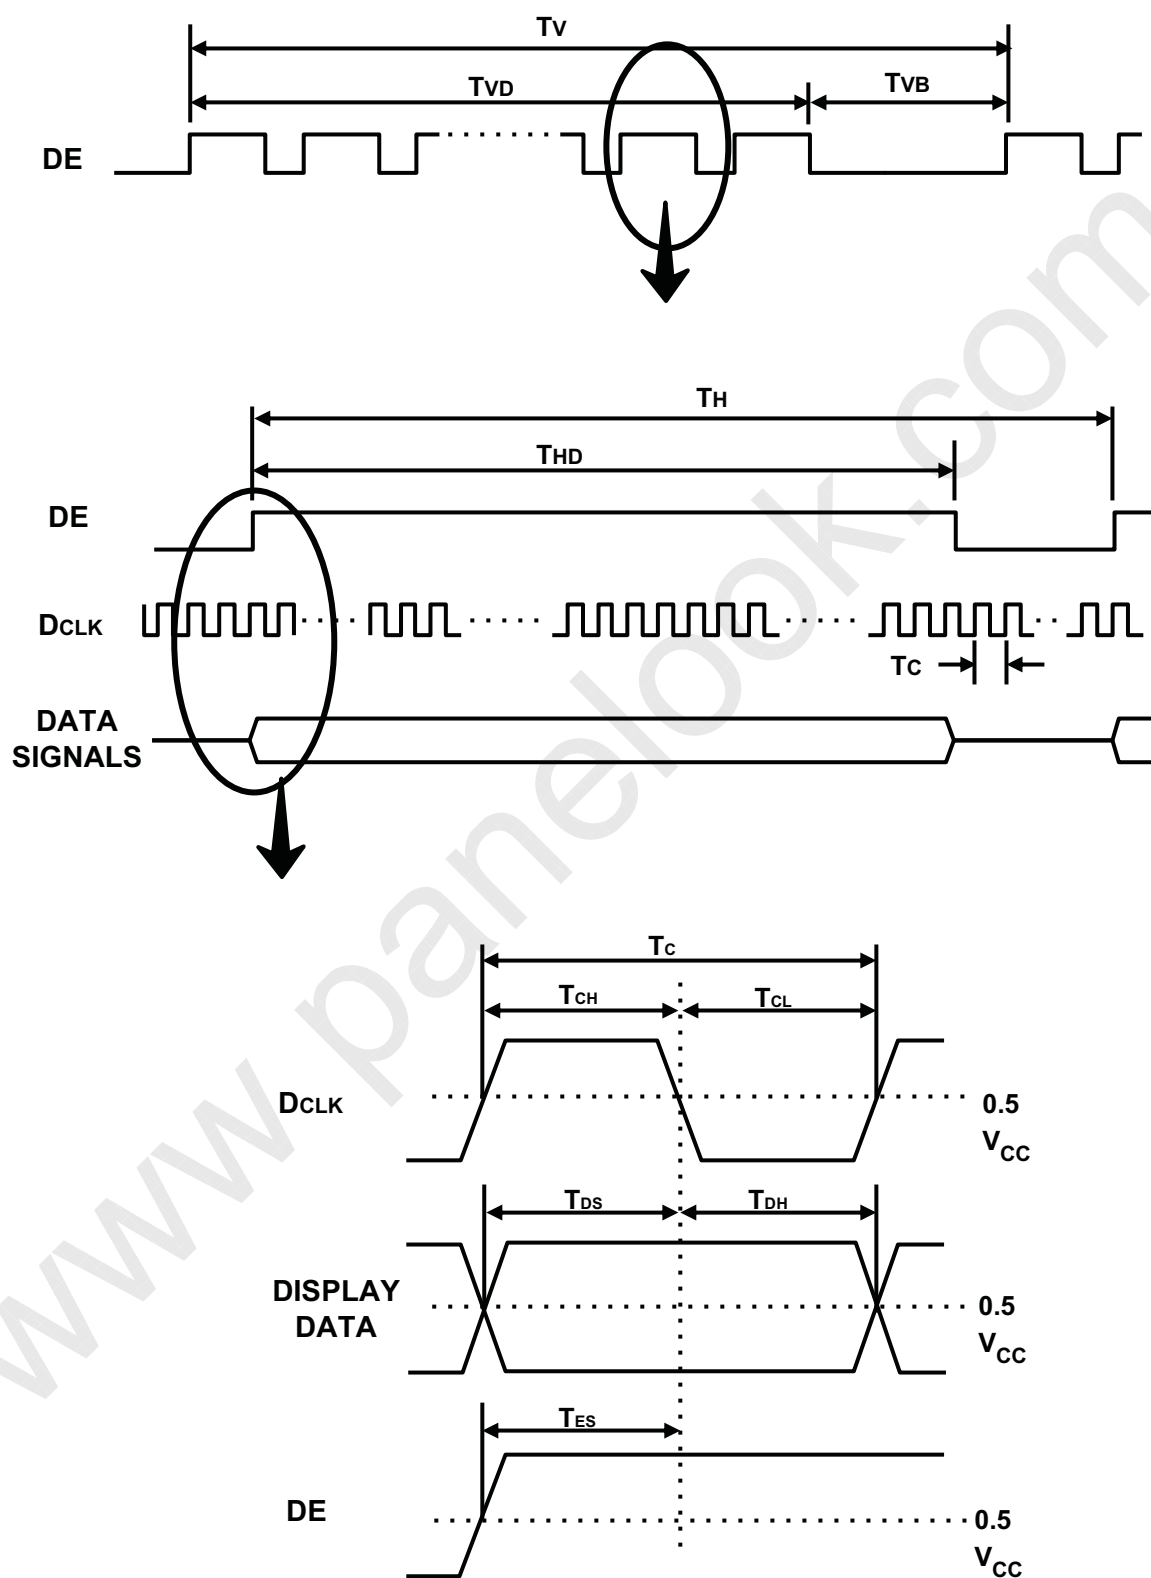 TV
TVD
TVB
DE
TH
THD
DE
DCLK
TC
DATA
SIGNALS
TC
TCH
TCL
DCLK
0.5
VCC
TDS
TDH
DISPLAY
DATA
0.5
VCC
TES
DE
0.5
VCC
www.panelook.com